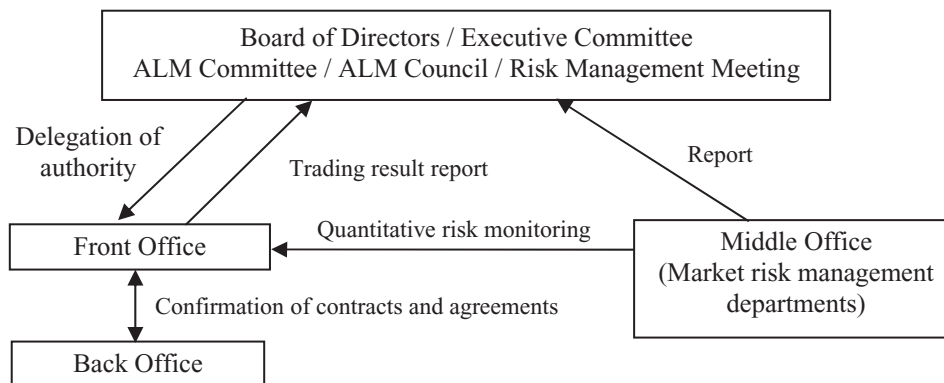 Board of Directors / Executive Committee
ALM Committee / ALM Council / Risk Management Meeting
Delegation of
authority
Trading result report
Report
Front Office
Quantitative risk monitoring
Middle Office
(Market risk management
departments)
Confirmation of contracts and agreements
Back Office